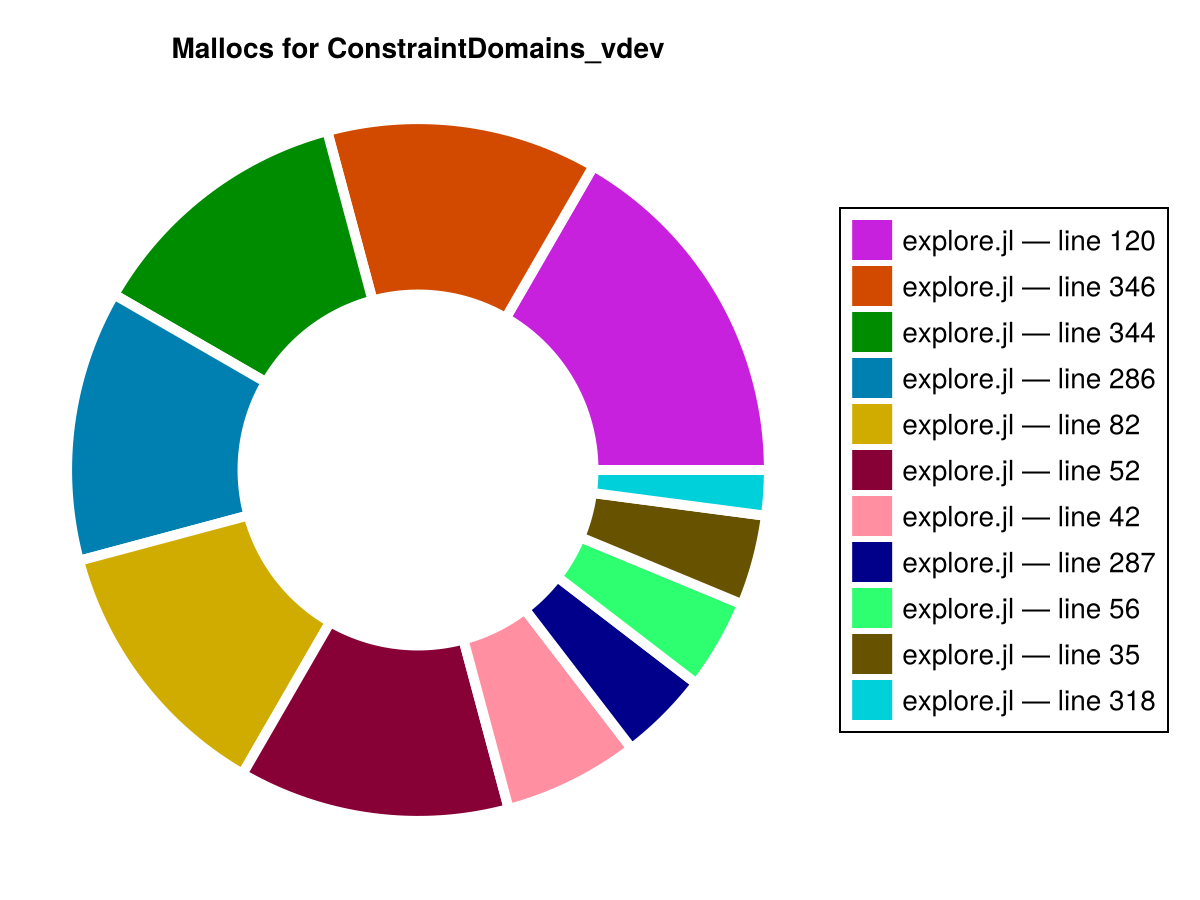 Mallocs for ConstraintDomains_vdev
explore.jl — line 120
explore.jl — line 346
explore.jl — line 344
explore.jl — line 286
explore.jl — line 82
explore.jl — line 52
explore.jl — line 42
explore.jl — line 287
explore.jl — line 56
explore.jl — line 35
explore.jl — line 318